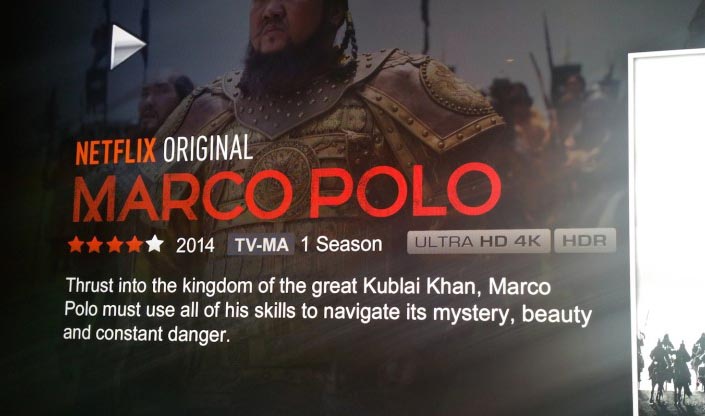 NETFLIX ORIGINAL
MARCO POLO
2014 TV-MA 1 Season ULTRA HD 4K HDR
Thrust into the kingdom of the great Kublai Khan, Marco
Polo must use all of his skills to navigate its mystery, beauty
and constant danger.